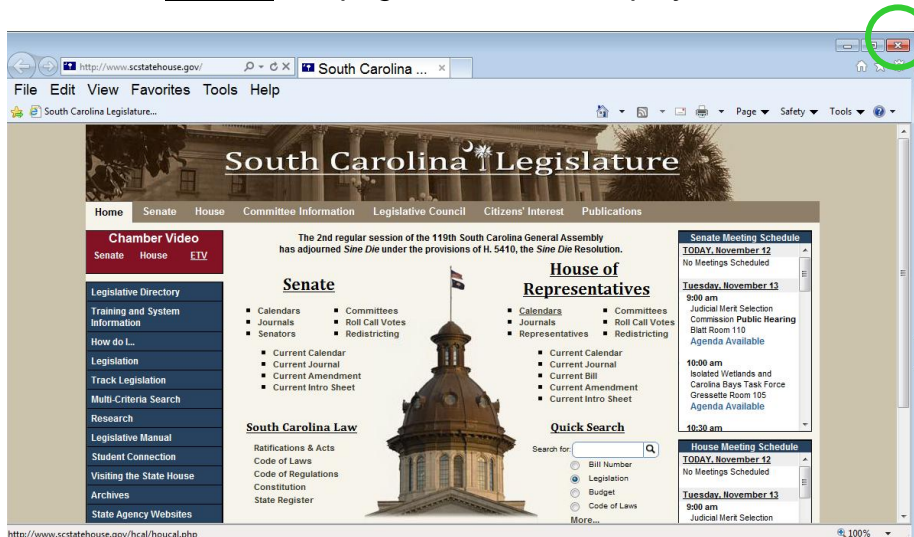 http://www.scstatehouse.gov/
South Carolina ...
File Edit View Favorites Tools Help
South Carolina Legislature...
Page Safety Tools
South Carolina Legislature
Home Senate House Committee Information Legislative Council Citizens' Interest Publications
Chamber Video
Senate House ETV
Legislative Directory
Training and System
Information
How do I...
Legislation
Track Legislation
Multi-Criteria Search
Research
Legislative Manual
Student Connection
Visiting the State House
Archives
State Agency Websites
The 2nd regular session of the 119th South Carolina General Assembly
has adjourned Sine Die under the provisions of H. 5410, the Sine Die Resolution.
Senate
Calendars Committees
Journals Roll Call Votes
Senators Redistricting
Current Calendar
Current Journal
Current Amendment
Current Intro Sheet
House of
Representatives
Calendars Committees
Journals Roll Call Votes
Representatives Redistricting
Current Calendar
Current Journal
Current Bill
Current Amendment
Current Intro Sheet
South Carolina Law
Ratifications & Acts
Code of Laws
Code of Regulations
Constitution
State Register
Quick Search
Search for:
Bill Number
Legislation
Budget
Code of Laws
More...
Senate Meeting Schedule
TODAY, November 12
No Meetings Scheduled
Tuesday, November 13
9:00 am
Judicial Merit Selection
Commission Public Hearing
Blatt Room 110
Agenda Available
10:00 am
Isolated Wetlands and
Carolina Bays Task Force
Gressette Room 105
Agenda Available
10:30 am
House Meeting Schedule
TODAY, November 12
No Meetings Scheduled
Tuesday, November 13
9:00 am
Judicial Merit Selection
http://www.scstatehouse.gov/hcal/houcal.php
100%